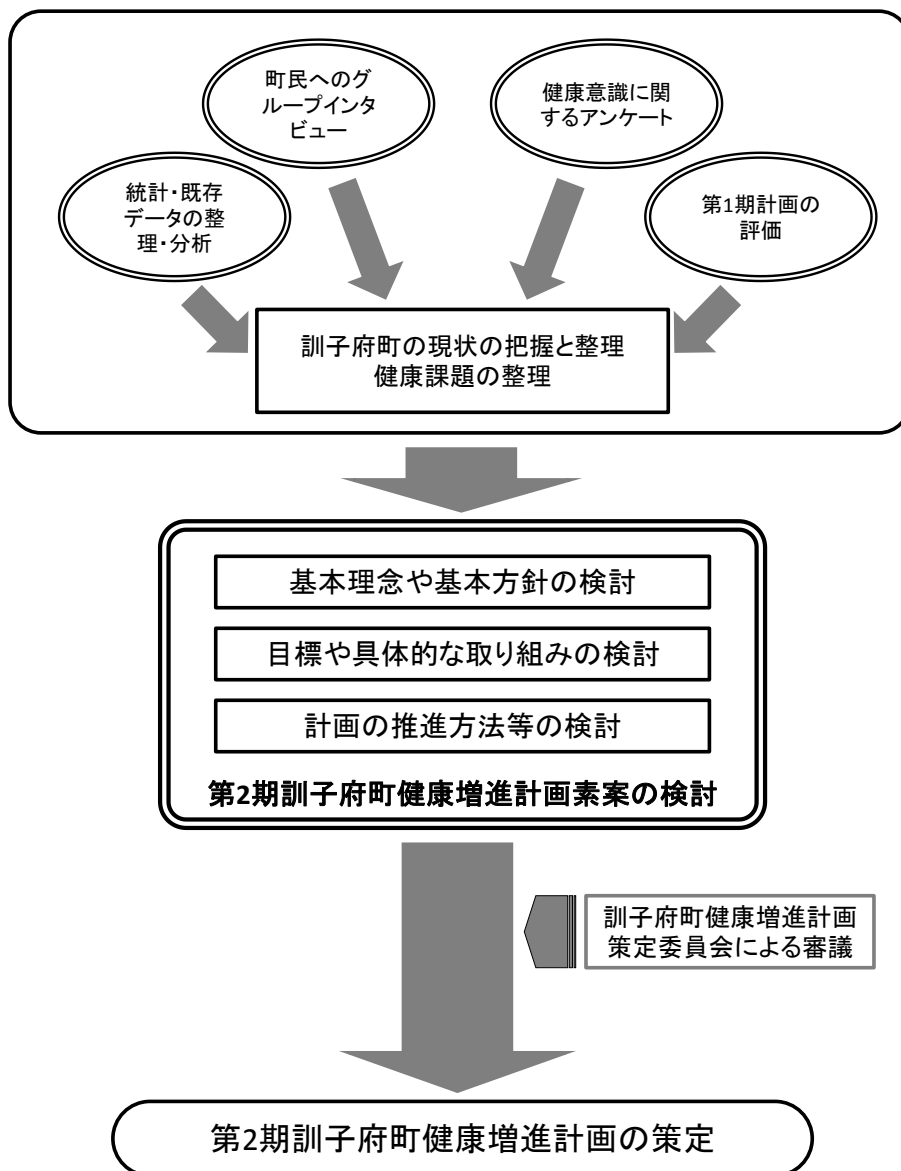 町民へのグ
ループインタ
ビュー
健康意識に関
するアンケート
統計・既存
データの整
理・分析
第1期計画の
評価
訓子府町の現状の把握と整理
健康課題の整理
基本理念や基本方針の検討
目標や具体的な取り組みの検討
計画の推進方法等の検討
第2期訓子府町健康増進計画素案の検討
訓子府町健康増進計画
策定委員会による審議
第2期訓子府町健康増進計画の策定